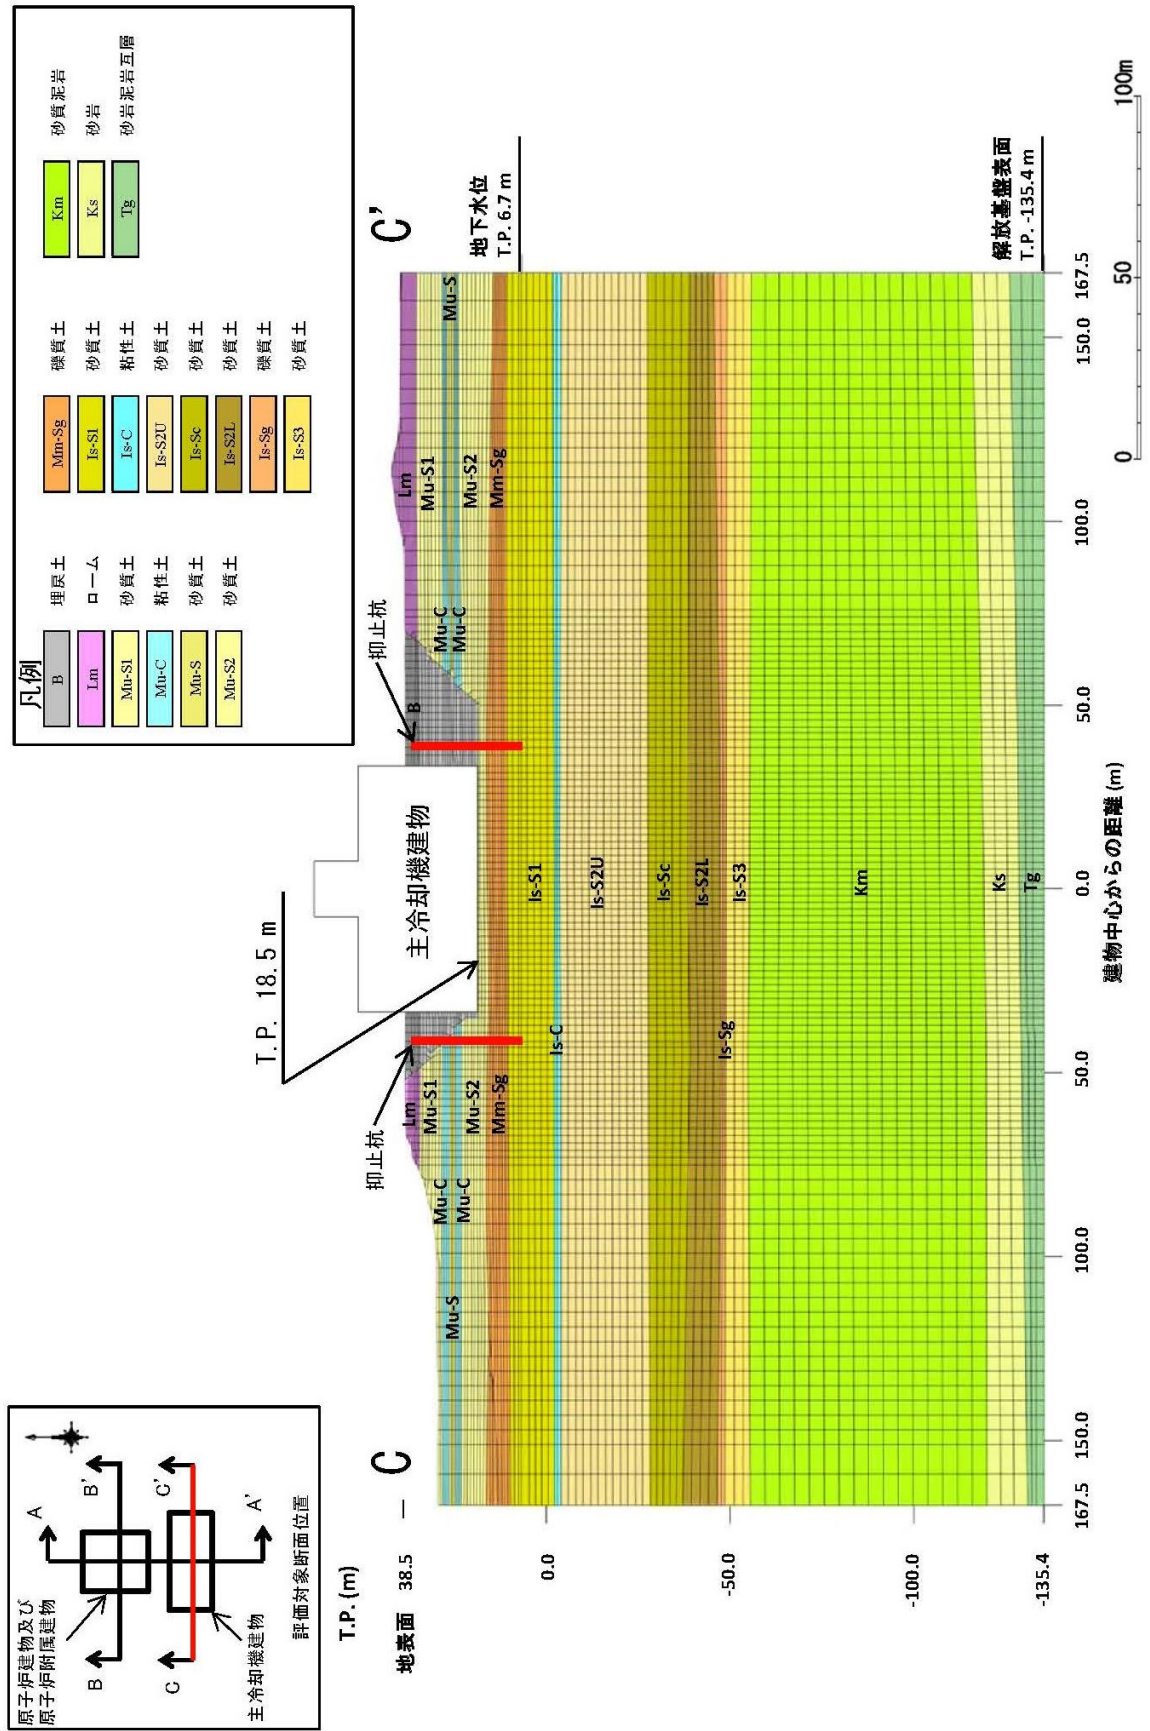 原子炉建物及び
原子炉附属建物
A
B
B'
C
C'
A'
主冷却機建物
評価対象断面位置
凡例
B 埋戻土
Lm ローム
Mu-S1 砂質土
Mu-C 粘性土
Mu-S 砂質土
Mu-S2 砂質土
Mm-Sg 礫質土
Is-S1 砂質土
Is-C 粘性土
Is-S2U 砂質土
Is-Sc 砂質土
Is-S2L 砂質土
Is-Sg 礫質土
Is-S3 砂質土
Km 砂質泥岩
Ks 砂岩
Tg 砂岩泥岩互層
T.P. 18.5 m
T.P. (m)
地表面 38.5
0.0
-50.0
-100.0
-135.4
C
C'
抑止杭
抑止杭
主冷却機建物
Lm
Mu-S1
Mu-C
Mu-C
Mu-S
Mu-S2
Mm-Sg
B
Lm
Mu-S1
Mu-C
Mu-C
Mu-S
Mu-S2
Mm-Sg
Is-S1
Is-C
Is-S2U
Is-Sc
Is-S2L
Is-Sg
Is-S3
Km
Ks
Tg
地下水位
T.P. 6.7 m
解放基盤表面
T.P. -135.4 m
167.5 150.0 100.0 50.0 0.0 50.0 100.0 150.0 167.5
建物中心からの距離 (m)
0 50 100m